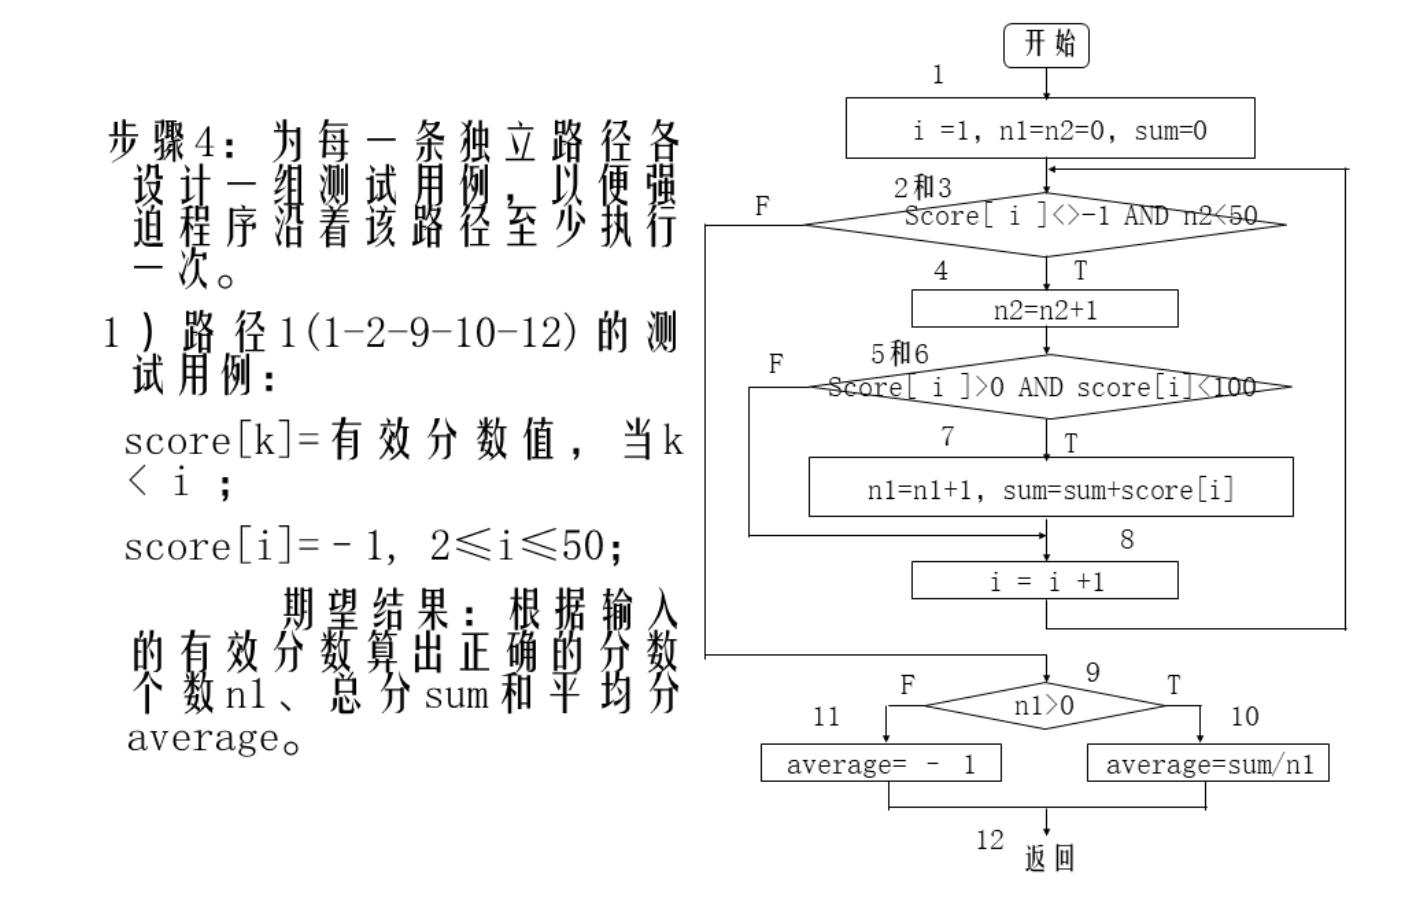 步骤4：为每一条独立路径各
设计一组测试用例，以便强
迫程序沿着该路径至少执行
一次。
1）路径1(1-2-9-10-12)的测
试用例：
score[k]=有效分数值，当k
< i ；
score[i]=－1, 2≤i≤50；
期望结果：根据输入
的有效分数算出正确的分数
个数n1、总分sum和平均分
average。
开始
1
i =1, n1=n2=0, sum=0
2和3
F
Score[ i ]<>-1 AND n2<50
4
T
n2=n2+1
5和6
F
Score[ i ]>0 AND score[i]<100
7
T
n1=n1+1, sum=sum+score[i]
8
i = i +1
9
F
T
n1>0
11
10
average= － 1
average=sum/n1
12
返回